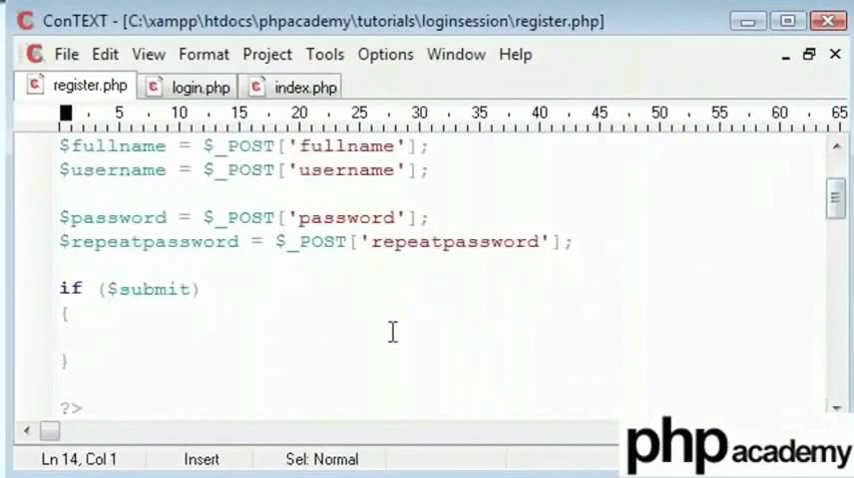 ConTEXT - [C:\xampp\htdocs\phpacademy\tutorials\loginsession\register.php]
File Edit View Format Project Tools Options Window Help
register.php login.php index.php
5 10 15 20 25 30 35 40 45 50 55 60 65
$fullname = $_POST['fullname'];
$username = $_POST['username'];
$password = $_POST['password'];
$repeatpassword = $_POST['repeatpassword'];
if ($submit)
{
}
?>
Ln 14, Col 1 Insert Sel: Normal
php academy